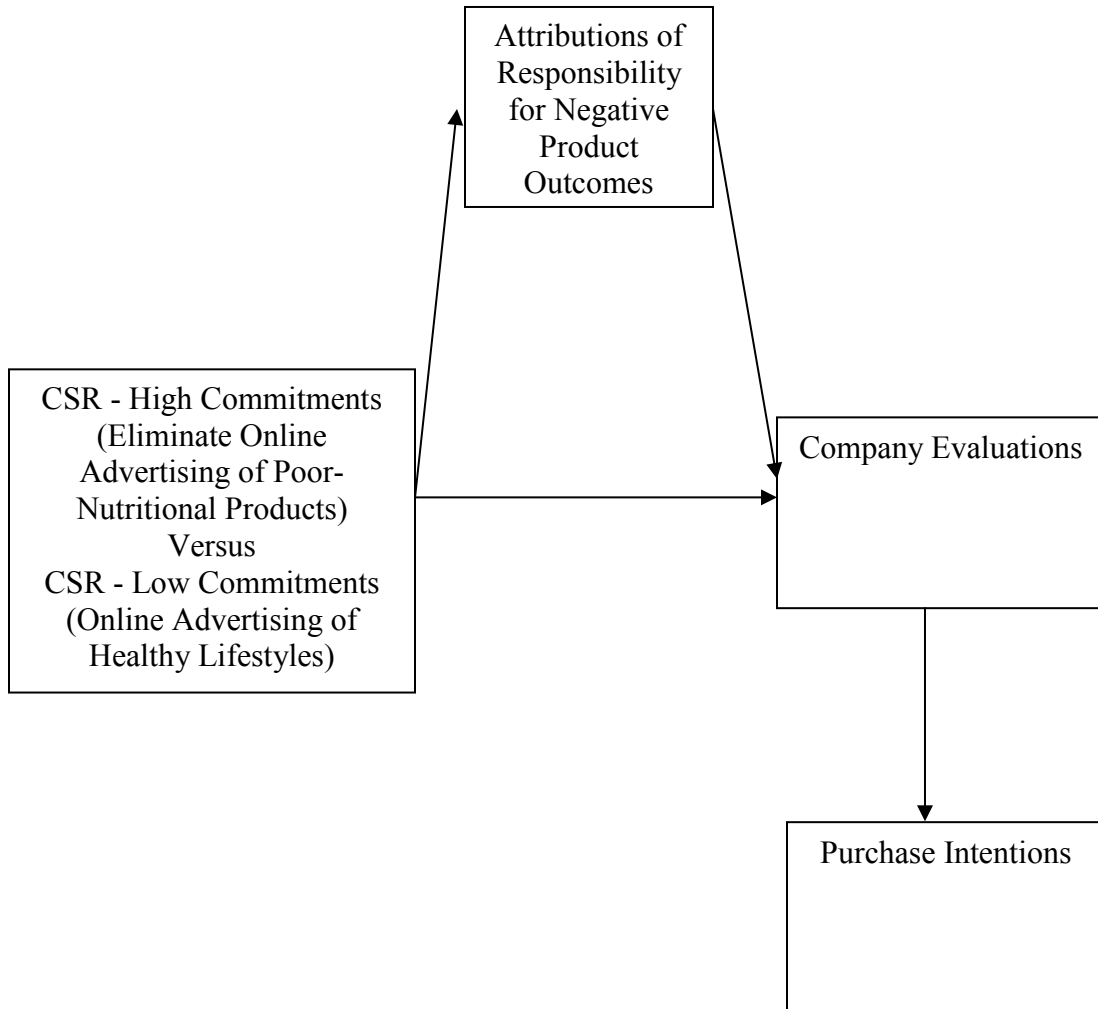 Attributions of
Responsibility
for Negative
Product
Outcomes
CSR - High Commitments
(Eliminate Online
Advertising of Poor-
Nutritional Products)
Versus
CSR - Low Commitments
(Online Advertising of
Healthy Lifestyles)
Company Evaluations
Purchase Intentions